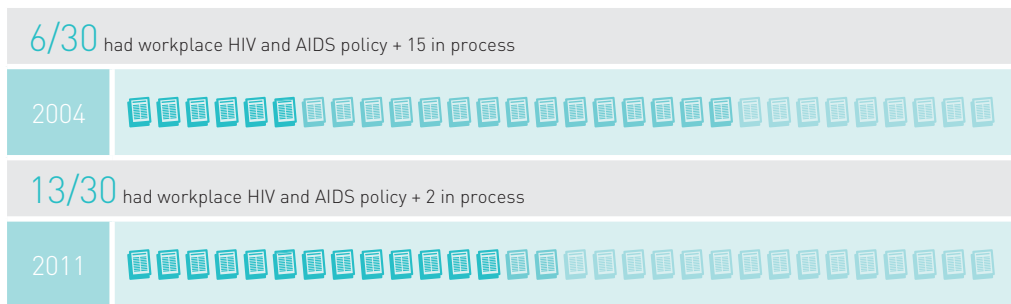 6/30 had workplace HIV and AIDS policy + 15 in process
2004
13/30 had workplace HIV and AIDS policy + 2 in process
2011